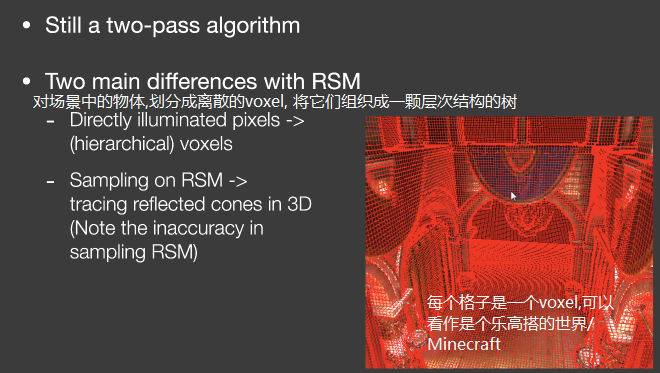 • Still a two-pass algorithm
• Two main differences with RSM
对场景中的物体,划分成离散的voxel, 将它们组织成一颗层次结构的树
- Directly illuminated pixels ->
(hierarchical) voxels
- Sampling on RSM ->
tracing reflected cones in 3D
(Note the inaccuracy in
sampling RSM)
每个格子是一个voxel,可以
看作是个乐高搭的世界/
Minecraft